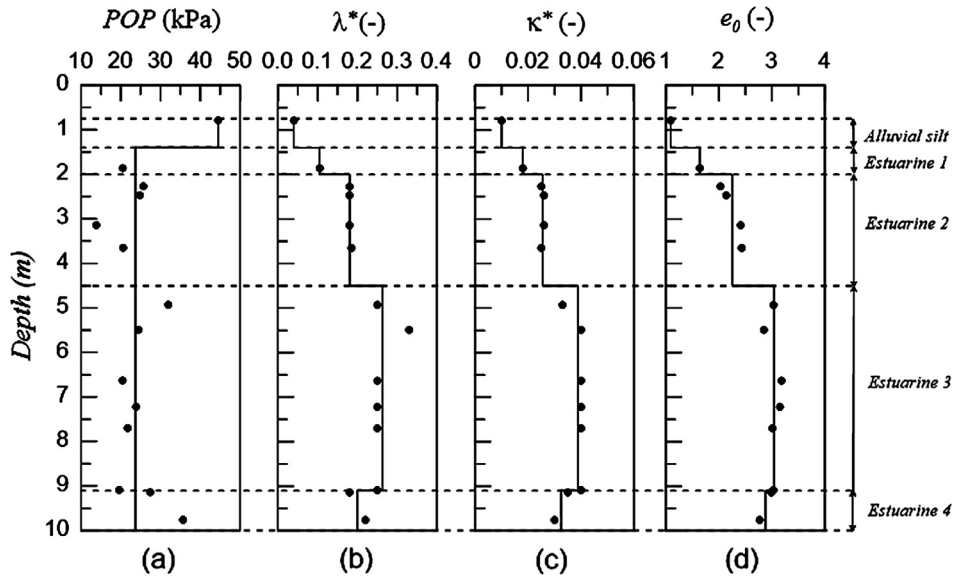 POP (kPa) λ*(-) κ*(-) e0 (-)
10 20 30 40 50 0.0 0.1 0.2 0.3 0.4 0 0.02 0.04 0.06 1 2 3 4
0
1
Alluvial silt
Estuarine 1
2
3
Estuarine 2
4
5
6
Estuarine 3
7
8
9
Estuarine 4
10
Depth (m)
(a) (b) (c) (d)